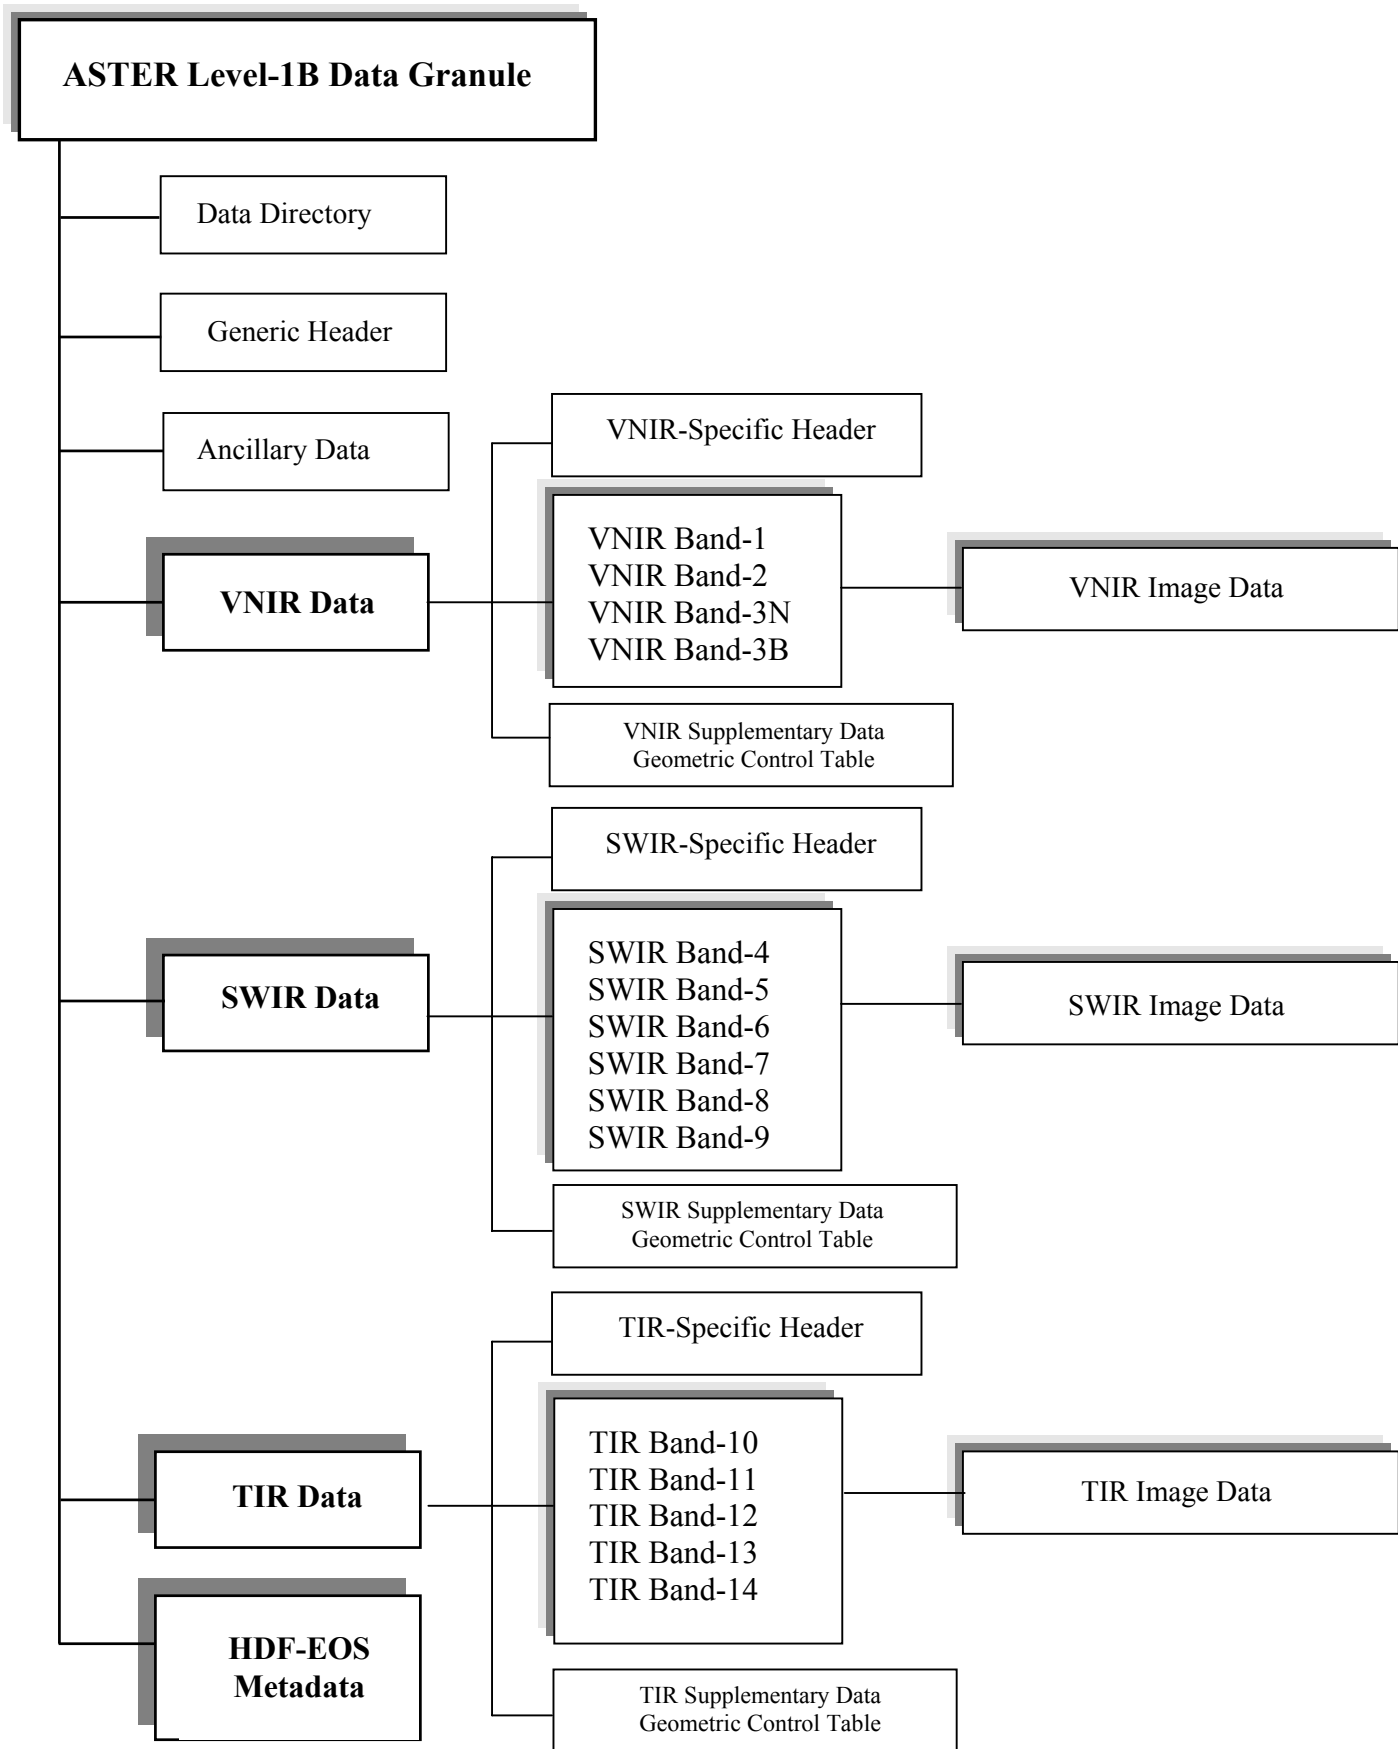 ASTER Level-1B Data Granule
Data Directory
Generic Header
Ancillary Data
VNIR Data
VNIR-Specific Header
VNIR Band-1
VNIR Band-2
VNIR Band-3N
VNIR Band-3B
VNIR Image Data
VNIR Supplementary Data
Geometric Control Table
SWIR Data
SWIR-Specific Header
SWIR Band-4
SWIR Band-5
SWIR Band-6
SWIR Band-7
SWIR Band-8
SWIR Band-9
SWIR Image Data
SWIR Supplementary Data
Geometric Control Table
TIR Data
TIR-Specific Header
TIR Band-10
TIR Band-11
TIR Band-12
TIR Band-13
TIR Band-14
TIR Image Data
TIR Supplementary Data
Geometric Control Table
HDF-EOS
Metadata